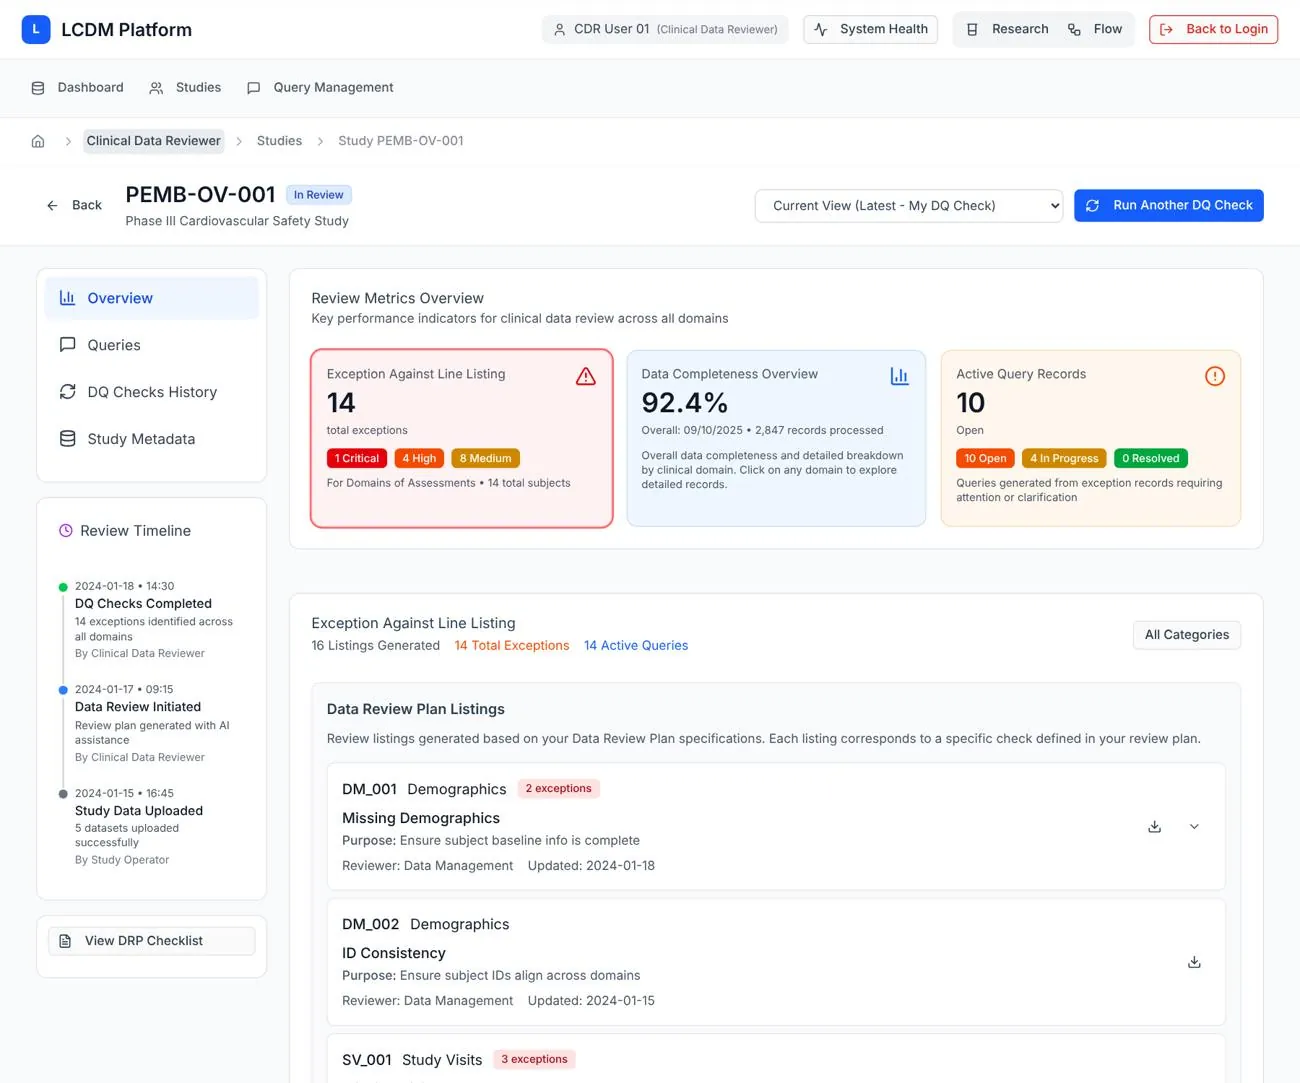 L LCDM Platform
CDR User 01 (Clinical Data Reviewer)
System Health
Research
Flow
Back to Login
Dashboard
Studies
Query Management
Clinical Data Reviewer
Studies
Study PEMB-OV-001
Back
PEMB-OV-001 In Review
Phase III Cardiovascular Safety Study
Current View (Latest - My DQ Check)
Run Another DQ Check
Overview
Queries
DQ Checks History
Study Metadata
Review Timeline
2024-01-18 • 14:30
DQ Checks Completed
14 exceptions identified across
all domains
By Clinical Data Reviewer
2024-01-17 • 09:15
Data Review Initiated
Review plan generated with AI
assistance
By Clinical Data Reviewer
2024-01-15 • 16:45
Study Data Uploaded
5 datasets uploaded
successfully
By Study Operator
View DRP Checklist
Review Metrics Overview
Key performance indicators for clinical data review across all domains
Exception Against Line Listing
14
total exceptions
1 Critical 4 High 8 Medium
For Domains of Assessments • 14 total subjects
Data Completeness Overview
92.4%
Overall: 09/10/2025 • 2,847 records processed
Overall data completeness and detailed breakdown
by clinical domain. Click on any domain to explore
detailed records.
Active Query Records
10
Open
10 Open 4 In Progress 0 Resolved
Queries generated from exception records requiring
attention or clarification
Exception Against Line Listing
16 Listings Generated 14 Total Exceptions 14 Active Queries
All Categories
Data Review Plan Listings
Review listings generated based on your Data Review Plan specifications. Each listing corresponds to a specific check defined in your review plan.
DM_001 Demographics 2 exceptions
Missing Demographics
Purpose: Ensure subject baseline info is complete
Reviewer: Data Management Updated: 2024-01-18
DM_002 Demographics
ID Consistency
Purpose: Ensure subject IDs align across domains
Reviewer: Data Management Updated: 2024-01-15
SV_001 Study Visits 3 exceptions